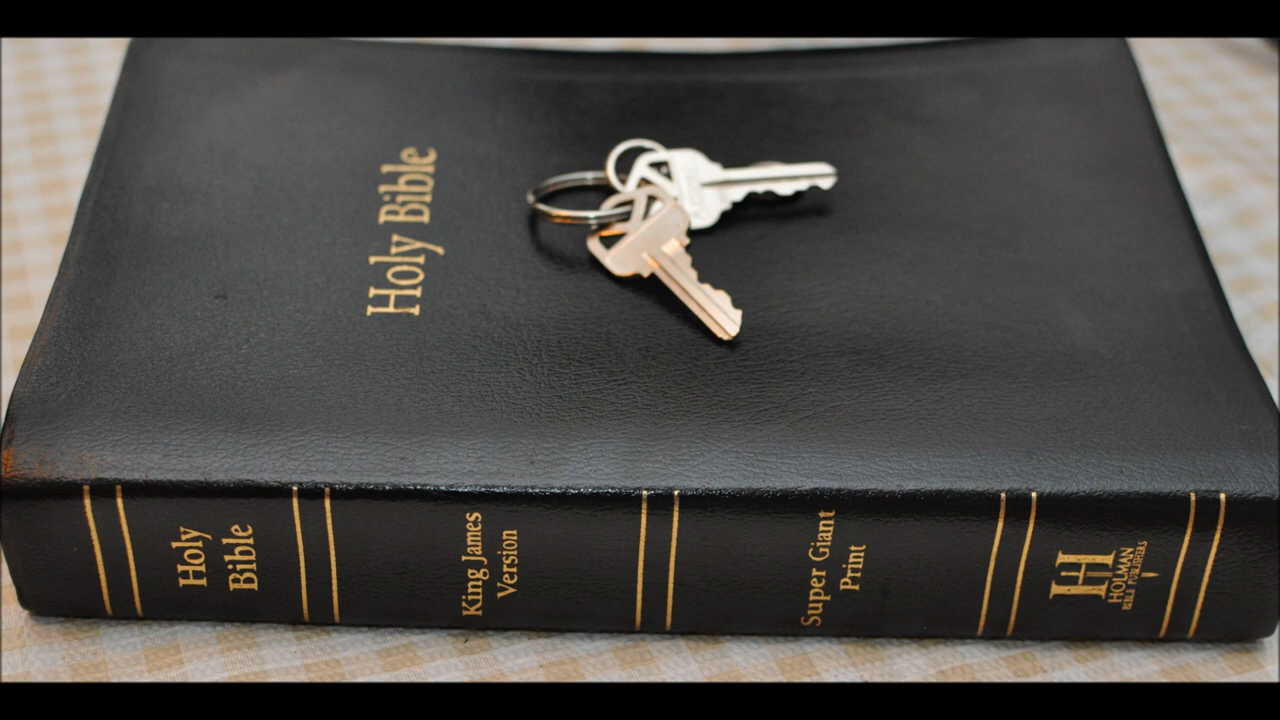 Holy Bible
Holy
Bible
King James
Version
Super Giant
Print
HOLMAN
BIBLE PUBLISHERS